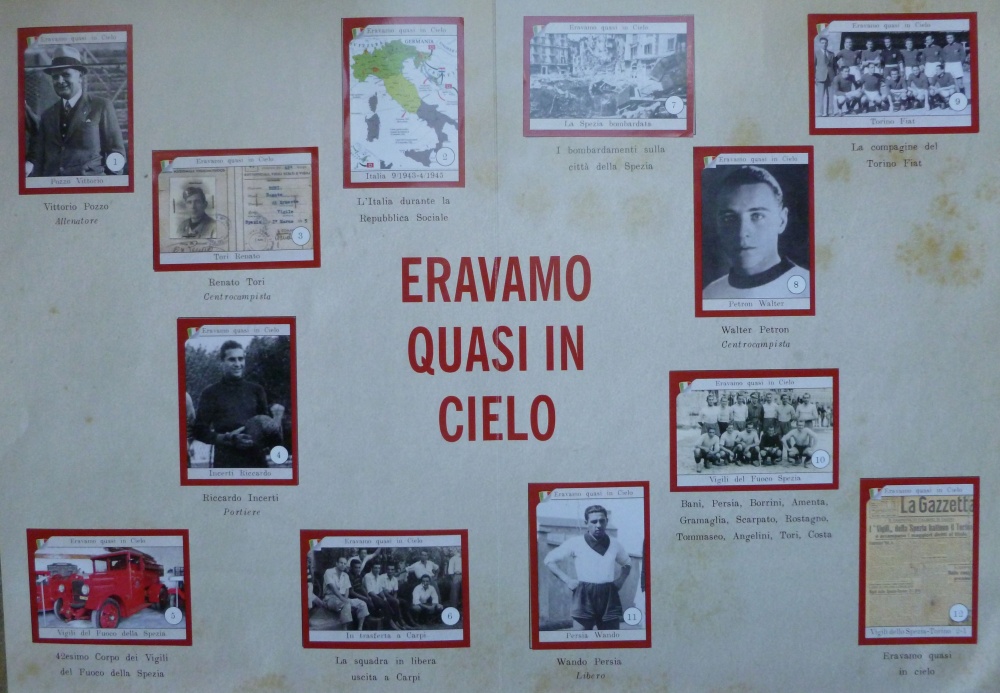 Eravamo quasi in Cielo
1
Pozzo Vittorio
Vittorio Pozzo
Allenatore
Eravamo quasi in Cielo
GERMANIA
2
Italia 9/1943-4/1945
L'Italia durante la
Repubblica Sociale
Eravamo quasi in Cielo
7
La Spezia bombardata
I bombardamenti sulla
città della Spezia
Eravamo quasi in Cielo
9
Torino Fiat
La compagine del
Torino Fiat
Eravamo quasi in Cielo
3
Tori Renato
Renato Tori
Centrocampista
Eravamo quasi in Cielo
8
Petron Walter
Walter Petron
Centrocampista
ERAVAMO
QUASI IN
CIELO
Eravamo quasi in Cielo
4
Incerti Riccardo
Riccardo Incerti
Portiere
Eravamo quasi in Cielo
10
Vigili del Fuoco Spezia
Bani, Persia, Borrini, Amenta,
Gramaglia, Scarpato, Rostagno,
Tommaseo, Angelini, Tori, Costa
Eravamo quasi in Cielo
5
Vigili del Fuoco della Spezia
42esimo Corpo dei Vigili
del Fuoco della Spezia
Eravamo quasi in Cielo
6
In trasferta a Carpi
La squadra in libera
uscita a Carpi
Eravamo quasi in Cielo
11
Persia Wando
Wando Persia
Libero
Eravamo quasi in Cielo
La Gazzetta
12
Vigili dello Spezia-Torino 2-1
Eravamo quasi
in cielo